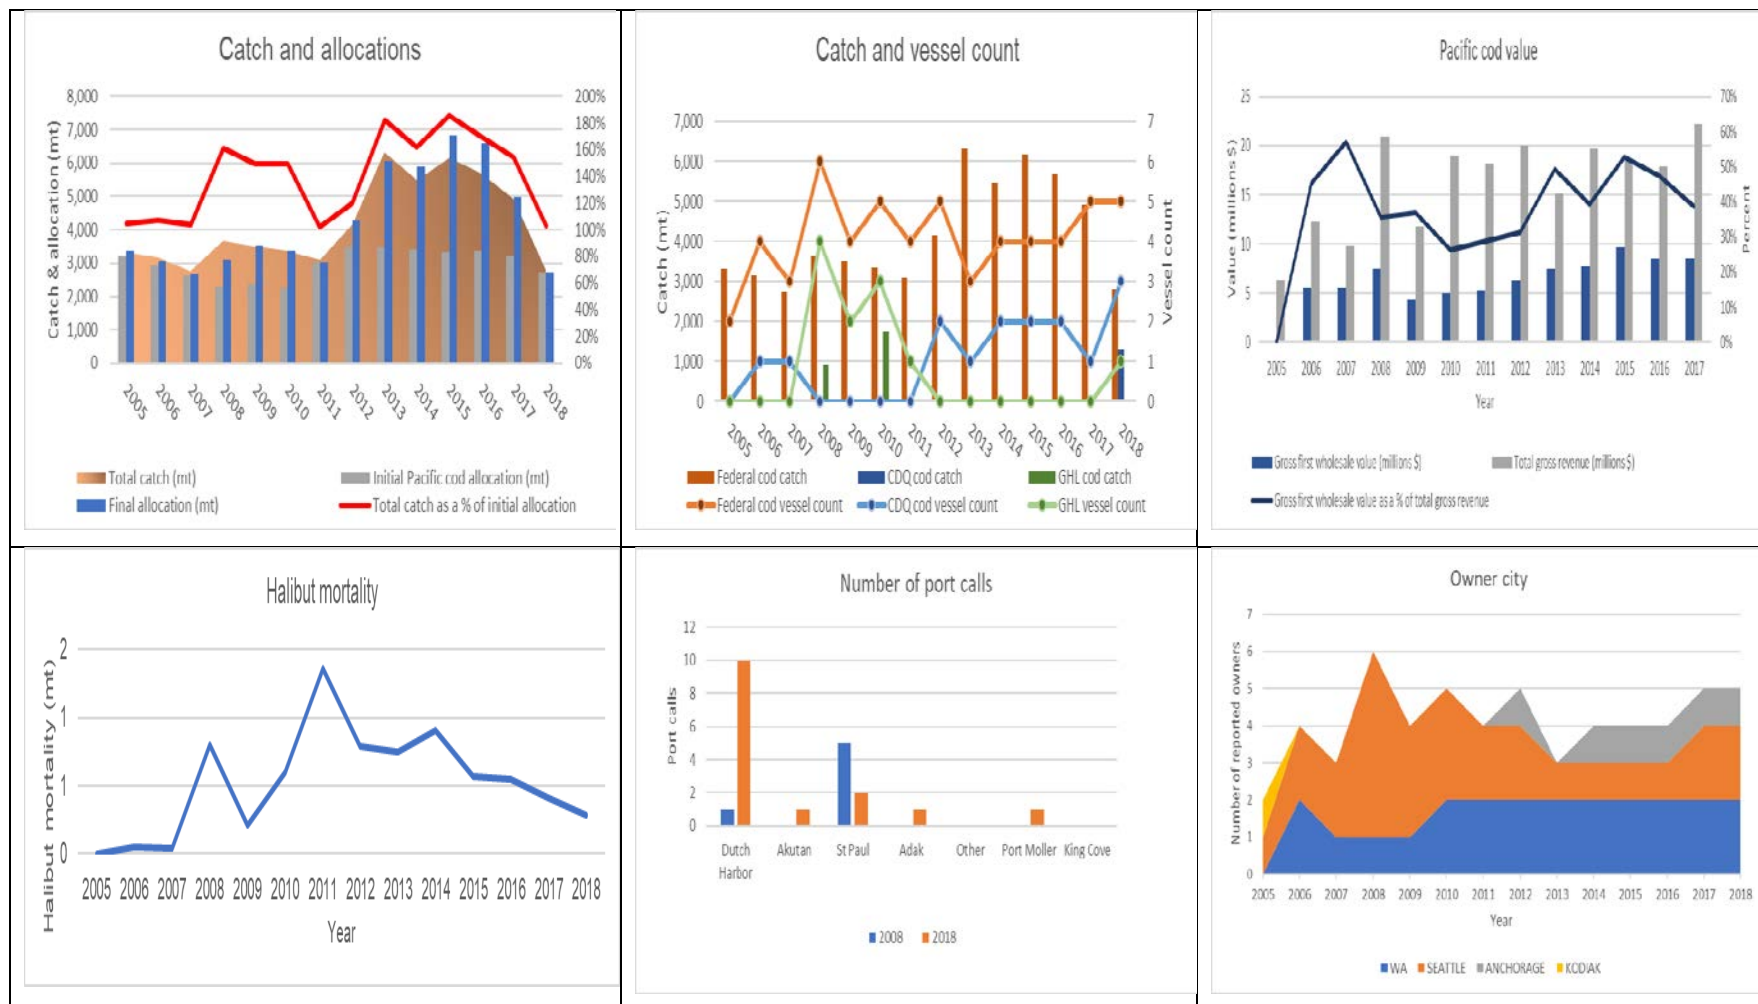 Catch and allocations
8,000
7,000
6,000
5,000
4,000
3,000
2,000
1,000
0
Catch & allocation (mt)
200%
180%
160%
140%
120%
100%
80%
60%
40%
20%
0%
2005 2006 2007 2008 2009 2010 2011 2012 2013 2014 2015 2016 2017 2018
Total catch (mt) Initial Pacific cod allocation (mt)
Final allocation (mt) Total catch as a % of initial allocation
Catch and vessel count
7,000
6,000
5,000
4,000
3,000
2,000
1,000
0
Catch (mt)
7
6
5
4
3
2
1
0
Vessel count
2005 2006 2007 2008 2009 2010 2011 2012 2013 2014 2015 2016 2017 2018
Federal cod catch CDQ cod catch GHL cod catch
Federal cod vessel count CDQ cod vessel count GHL vessel count
Pacific cod value
25
20
15
10
5
0
Value (millions $)
70%
60%
50%
40%
30%
20%
10%
0%
Percent
2005 2006 2007 2008 2009 2010 2011 2012 2013 2014 2015 2016 2017
Year
Gross first wholesale value (millions $) Total gross revenue (millions $)
Gross first wholesale value as a % of total gross revenue
Halibut mortality
2
1
1
0
Halibut mortality (mt)
2005 2006 2007 2008 2009 2010 2011 2012 2013 2014 2015 2016 2017 2018
Year
Number of port calls
12
10
8
6
4
2
0
Port calls
Dutch Harbor Akutan St Paul Adak Other Port Moller King Cove
2008 2018
Owner city
7
6
5
4
3
2
1
0
Number of reported owners
2005 2006 2007 2008 2009 2010 2011 2012 2013 2014 2015 2016 2017 2018
Year
WA SEATTLE ANCHORAGE KODIAK